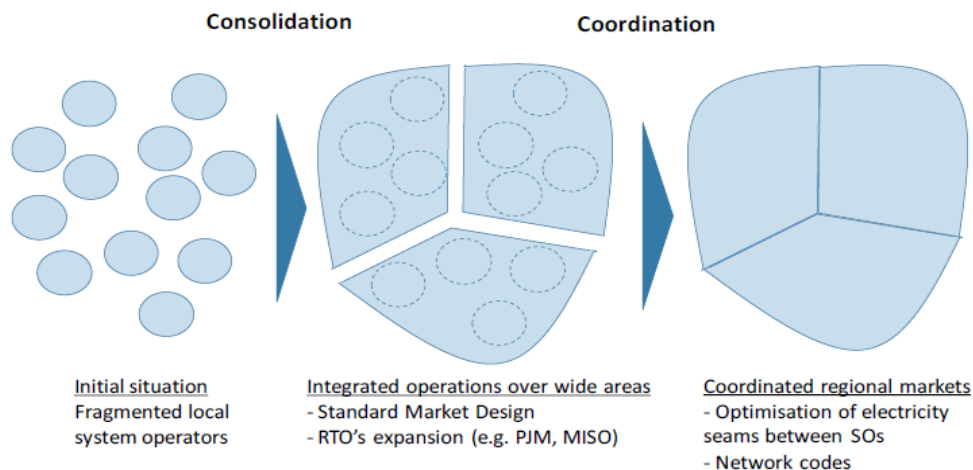 Consolidation
Coordination
Initial situation
Fragmented local
system operators
Integrated operations over wide areas
- Standard Market Design
- RTO's expansion (e.g. PJM, MISO)
Coordinated regional markets
- Optimisation of electricity
seams between SOs
- Network codes